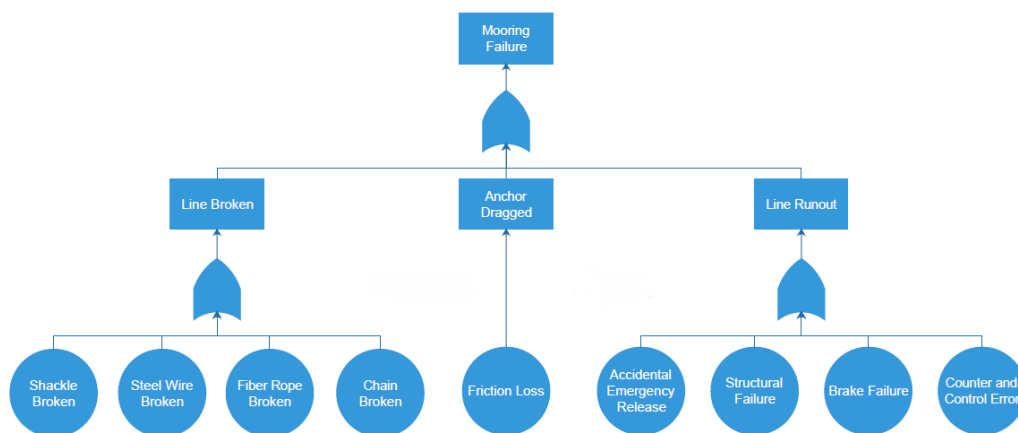 Mooring
Failure
Line Broken
Anchor
Dragged
Line Runout
Shackle
Broken
Steel Wire
Broken
Fiber Rope
Broken
Chain
Broken
Friction Loss
Accidental
Emergency
Release
Structural
Failure
Brake Failure
Counter and
Control Error